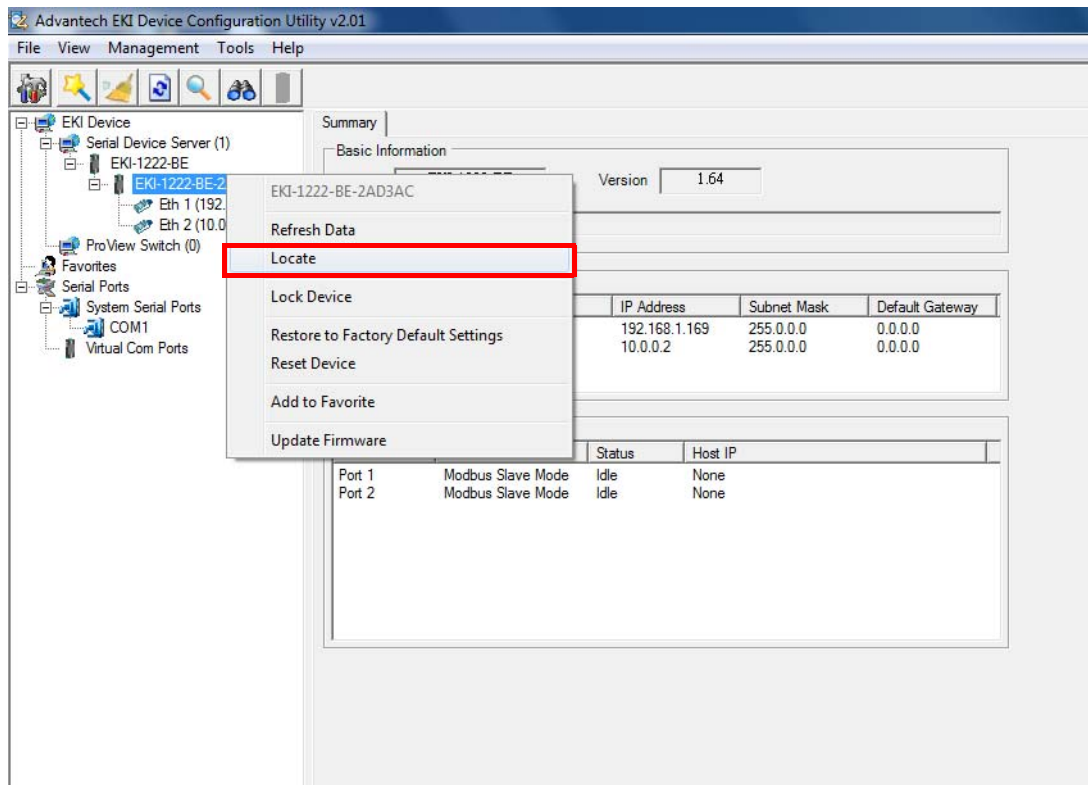 Advantech EKI Device Configuration Utility v2.01
File View Management Tools Help
EKI Device
Serial Device Server (1)
EKI-1222-BE
EKI-1222-BE-2
Eth 1 (192.
Eth 2 (10.0
ProView Switch (0)
Favorites
Serial Ports
System Serial Ports
COM1
Virtual Com Ports
EKI-1222-BE-2AD3AC
Refresh Data
Locate
Lock Device
Restore to Factory Default Settings
Reset Device
Add to Favorite
Update Firmware
Summary
Basic Information
Version 1.64
IP Address Subnet Mask Default Gateway
192.168.1.169 255.0.0.0 0.0.0.0
10.0.0.2 255.0.0.0 0.0.0.0
Status Host IP
Port 1 Modbus Slave Mode Idle None
Port 2 Modbus Slave Mode Idle None